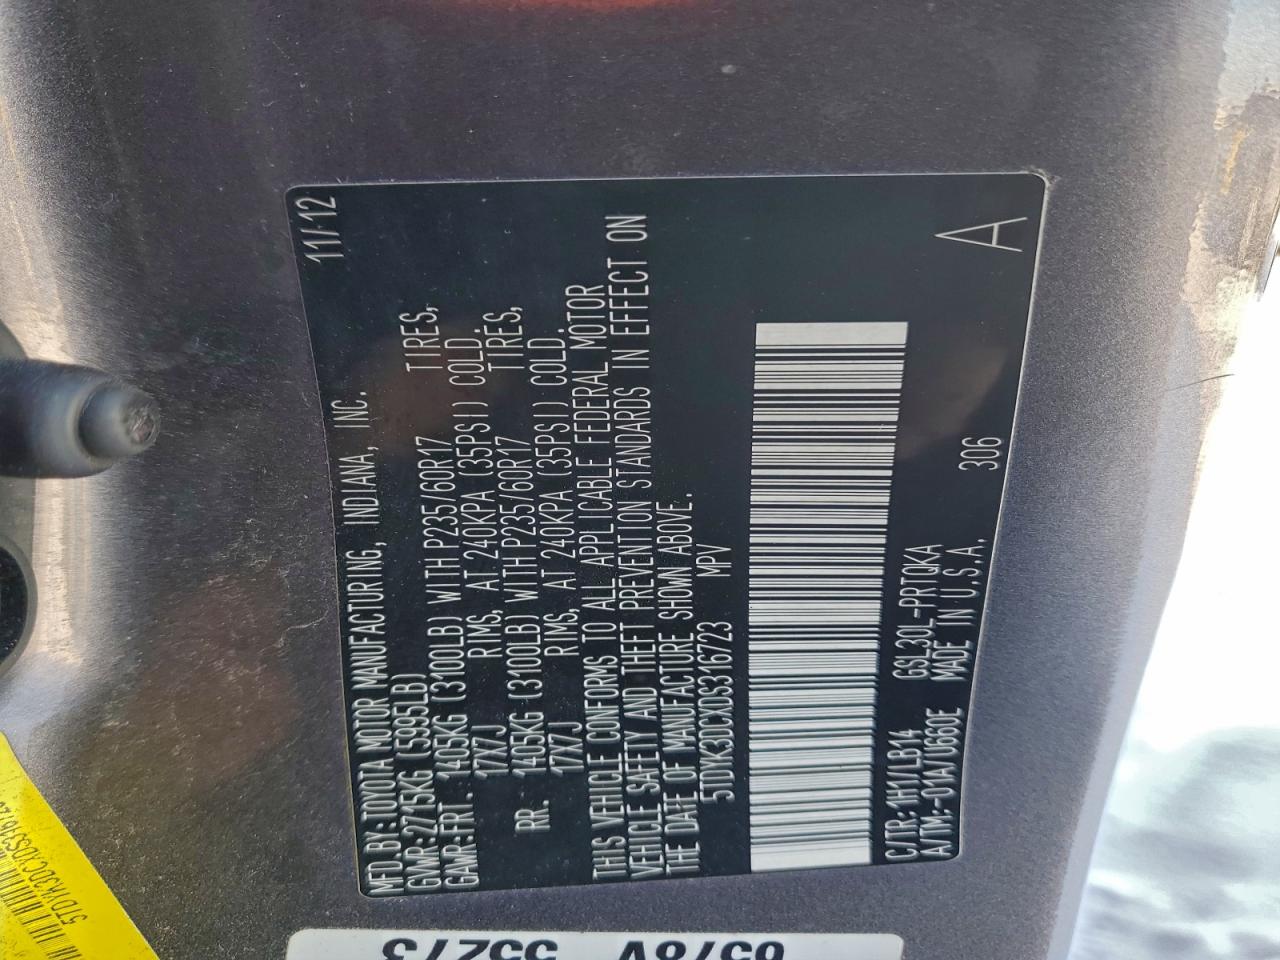 11/12
MFD.BY:TOYOTA MOTOR MANUFACTURING, INDIANA, INC.
GVWR:2715KG (5995LB)
GAWR:FRT. 1405KG (3100LB) WITH P235/60R17 TIRES,
17X7J RIMS, AT 240KPA (35PSI) COLD.
RR. 1405KG (3100LB) WITH P235/60R17 TIRES,
17X7J RIMS, AT 240KPA (35PSI) COLD.
THIS VEHICLE CONFORMS TO ALL APPLICABLE FEDERAL MOTOR
VEHICLE SAFETY AND THEFT PREVENTION STANDARDS IN EFFECT ON
THE DATE OF MANUFACTURE SHOWN ABOVE.
5TDYK3DCXDS316723 MPV
C/TR:1H1/LB14 GSL30L-PRTQKA 306
A/TM:-01A/U660E MADE IN U.S.A. A